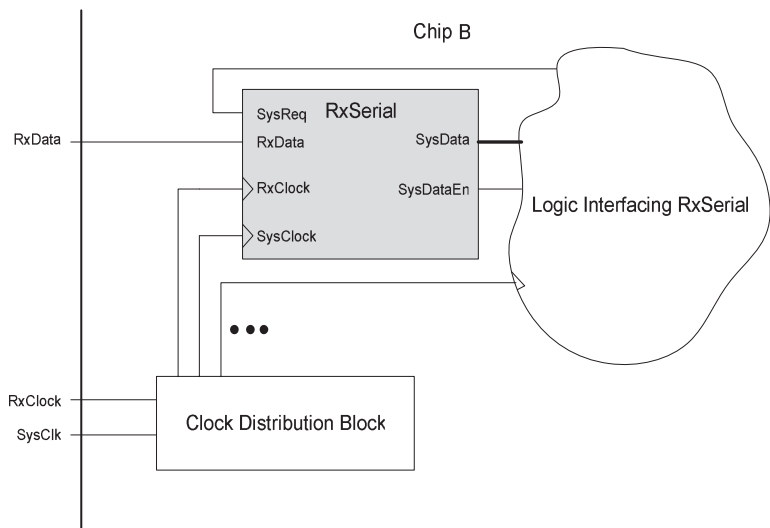 Chip B
SysReq
RxSerial
RxData
RxData
SysData
RxClock
SysDataEn
Logic Interfacing RxSerial
SysClock
RxClock
Clock Distribution Block
SysClk